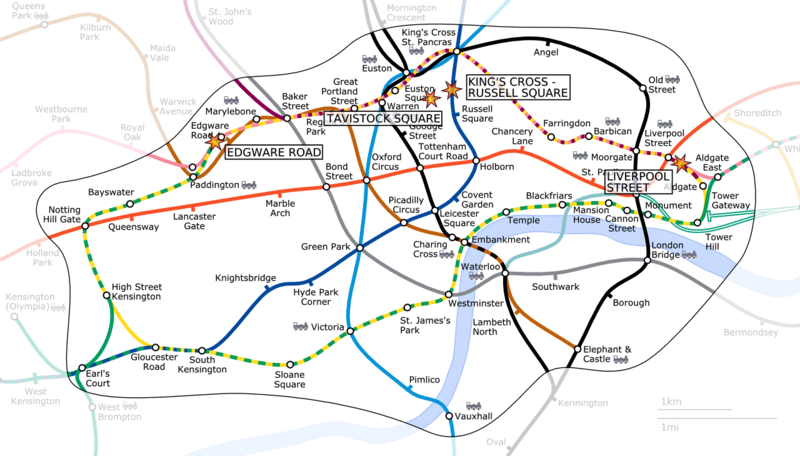 Queens
Park
Kilburn
Park
Maida
Vale
St. John's
Wood
Mornington
Crescent
King's Cross
St. Pancras
Euston
Angel
Old
Street
Warwick
Avenue
Westbourne
Park
Royal
Oak
Ladbroke
Grove
Marylebone
Baker
Street
Great
Portland
Street
Euston
Square
Warren
KING'S CROSS -
RUSSELL SQUARE
Russell
Square
TAVISTOCK SQUARE
Goodge
Street
Edgware
Road
EDGWARE ROAD
Farringdon
Barbican
Liverpool
Street
Moorgate
Chancery
Lane
Shoreditch
Aldgate
East
LIVERPOOL
STREET
Tower
Gateway
Monument
Tower
Hill
Bayswater
Paddington
Notting
Hill Gate
Queensway
Lancaster
Gate
Marble
Arch
Bond
Street
Oxford
Circus
Tottenham
Court Road
Holborn
Covent
Garden
Leicester
Square
Piccadilly
Circus
Blackfriars
Temple
Mansion
House
Cannon
Street
Holland
Park
Green Park
Charing
Cross
Embankment
Waterloo
London
Bridge
Kensington
(Olympia)
High Street
Kensington
Knightsbridge
Hyde Park
Corner
Westminster
Southwark
Borough
Bermondsey
Victoria
St. James's
Park
Lambeth
North
Elephant &
Castle
Earl's
Court
Gloucester
Road
South
Kensington
Sloane
Square
Pimlico
Vauxhall
West
Kensington
West
Brompton
Kennington
Oval
1km
1mi